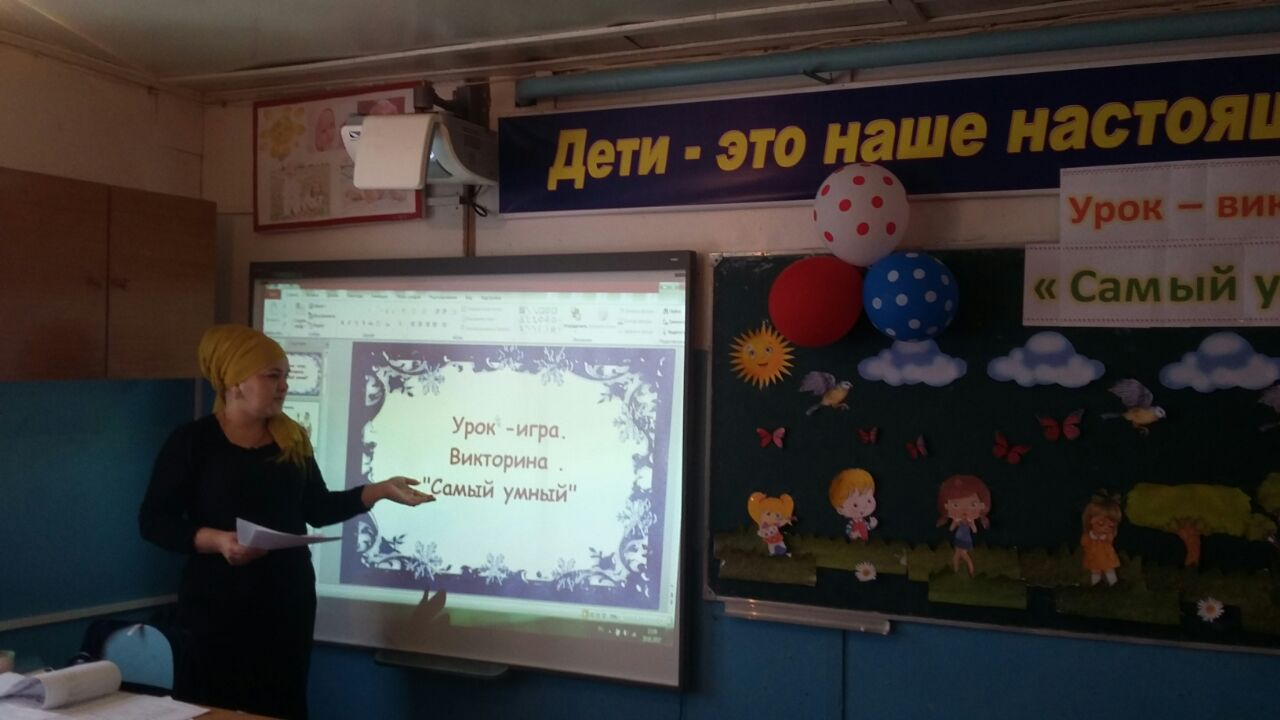 Дети - это наше настоящ
Урок – вик
« Самый у
Урок -игра.
Викторина .
"Самый умный"